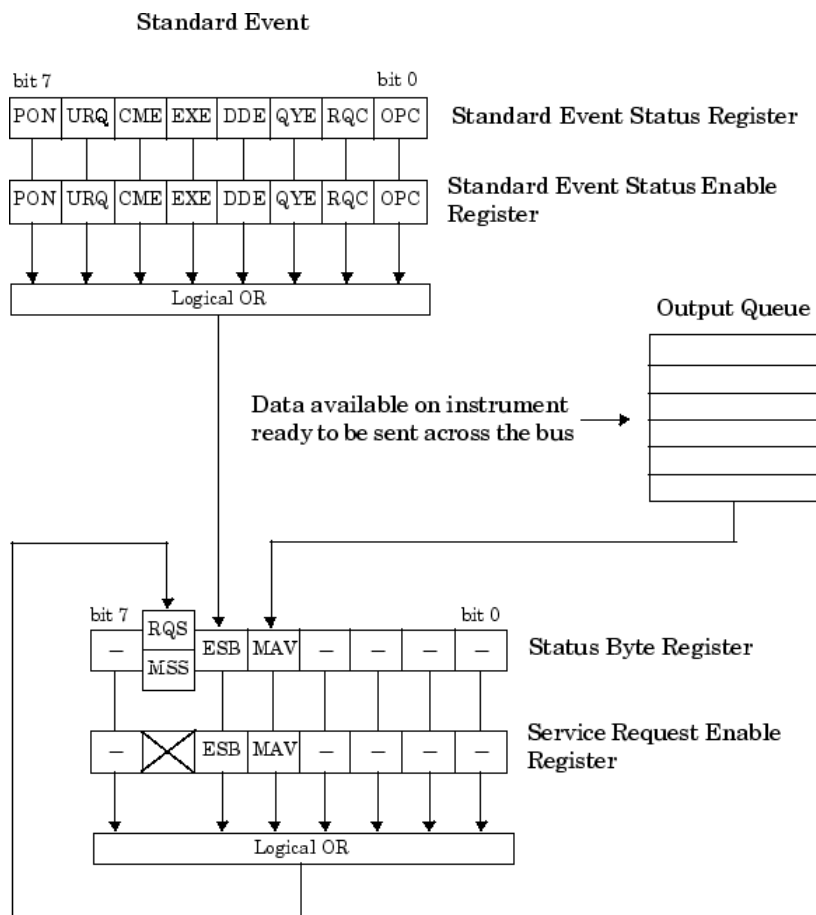 Standard Event
bit 7 bit 0
PON URQ CME EXE DDE QYE RQC OPC Standard Event Status Register
PON URQ CME EXE DDE QYE RQC OPC Standard Event Status Enable
Register
Logical OR
Output Queue
Data available on instrument
ready to be sent across the bus
bit 7 bit 0
RQS
– ESB MAV – – – – Status Byte Register
MSS
– ESB MAV – – – – Service Request Enable
Register
Logical OR